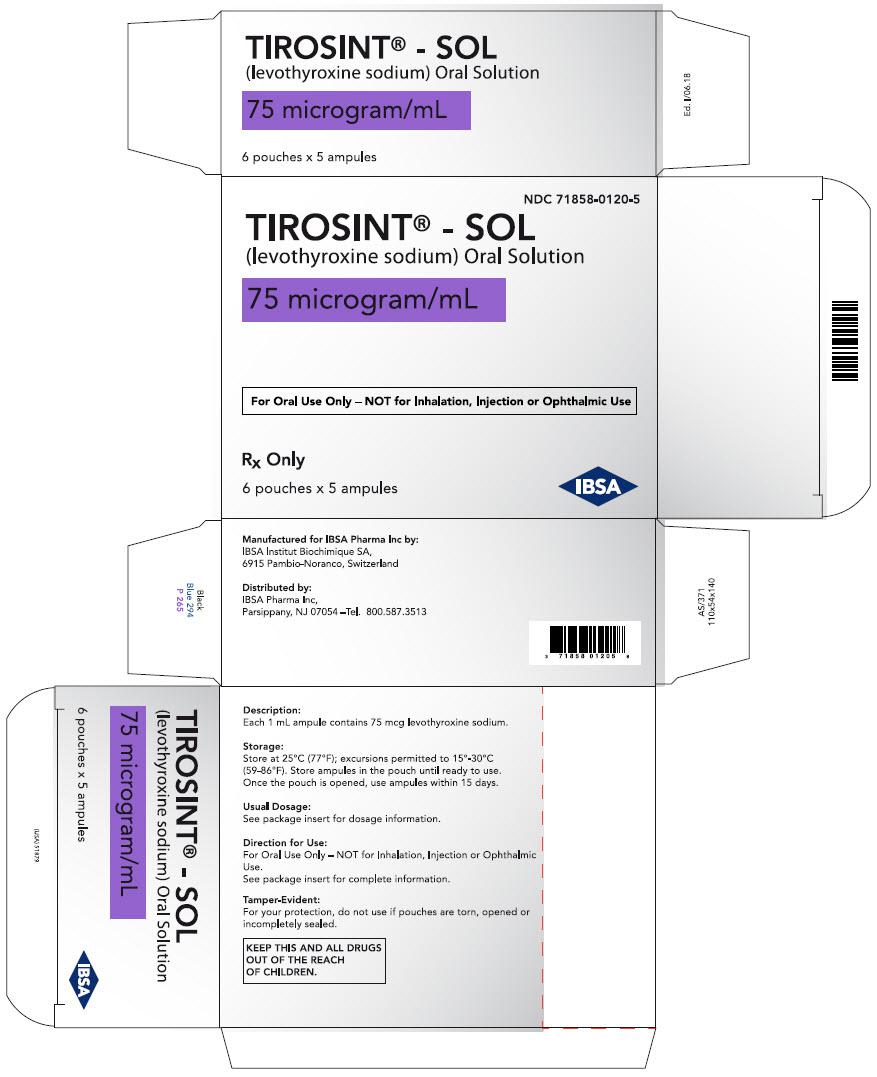 TIROSINT® - SOL
(levothyroxine sodium) Oral Solution
75 microgram/mL
6 pouches x 5 ampules
Ed. I/06.18
NDC 71858-0120-5
TIROSINT® - SOL
(levothyroxine sodium) Oral Solution
75 microgram/mL
For Oral Use Only – NOT for Inhalation, Injection or Ophthalmic Use
Rx Only
6 pouches x 5 ampules
IBSA
Manufactured for IBSA Pharma Inc by:
IBSA Institut Biochimique SA,
6915 Pambio-Noranco, Switzerland
Distributed by:
IBSA Pharma Inc,
Parsippany, NJ 07054 –Tel. 800.587.3513
Black
Blue 294
P 265
3 71858 01205 8
AS/371
110x54x140
TIROSINT® - SOL
(levothyroxine sodium) Oral Solution
75 microgram/mL
6 pouches x 5 ampules
IBSA
(USA) 51879
Description:
Each 1 mL ampule contains 75 mcg levothyroxine sodium.
Storage:
Store at 25°C (77°F); excursions permitted to 15°-30°C
(59-86°F). Store ampules in the pouch until ready to use.
Once the pouch is opened, use ampules within 15 days.
Usual Dosage:
See package insert for dosage information.
Direction for Use:
For Oral Use Only – NOT for Inhalation, Injection or Ophthalmic
Use.
See package insert for complete information.
Tamper-Evident:
For your protection, do not use if pouches are torn, opened or
incompletely sealed.
KEEP THIS AND ALL DRUGS
OUT OF THE REACH
OF CHILDREN.